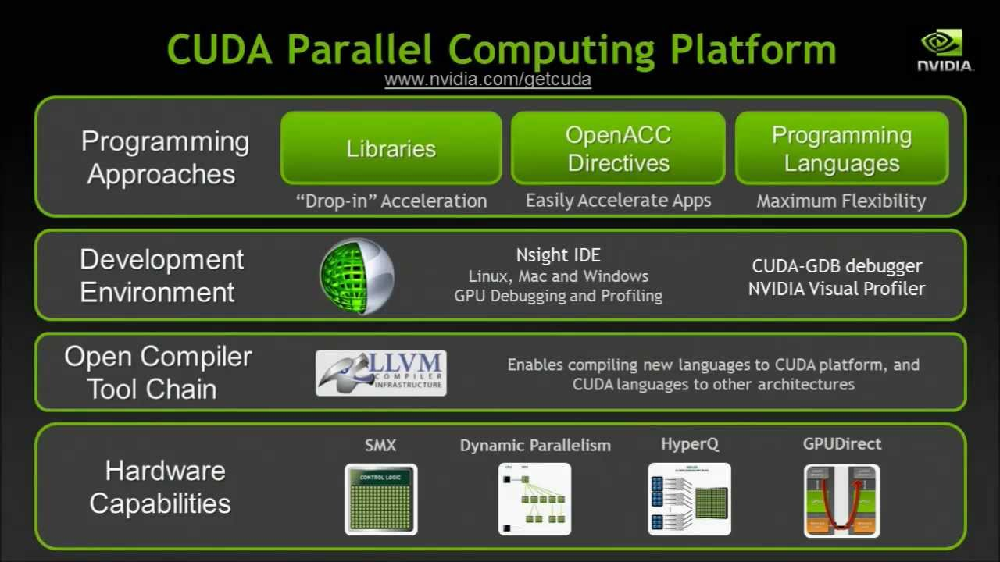 CUDA Parallel Computing Platform
www.nvidia.com/getcuda
NVIDIA
Programming
Approaches
Libraries
"Drop-in" Acceleration
OpenACC
Directives
Easily Accelerate Apps
Programming
Languages
Maximum Flexibility
Development
Environment
Nsight IDE
Linux, Mac and Windows
GPU Debugging and Profiling
CUDA-GDB debugger
NVIDIA Visual Profiler
Open Compiler
Tool Chain
LLVM
COMPILER
INFRASTRUCTURE
Enables compiling new languages to CUDA platform, and
CUDA languages to other architectures
Hardware
Capabilities
SMX
CONTROL LOGIC
Dynamic Parallelism
CPU GPU
HyperQ
GPUDirect